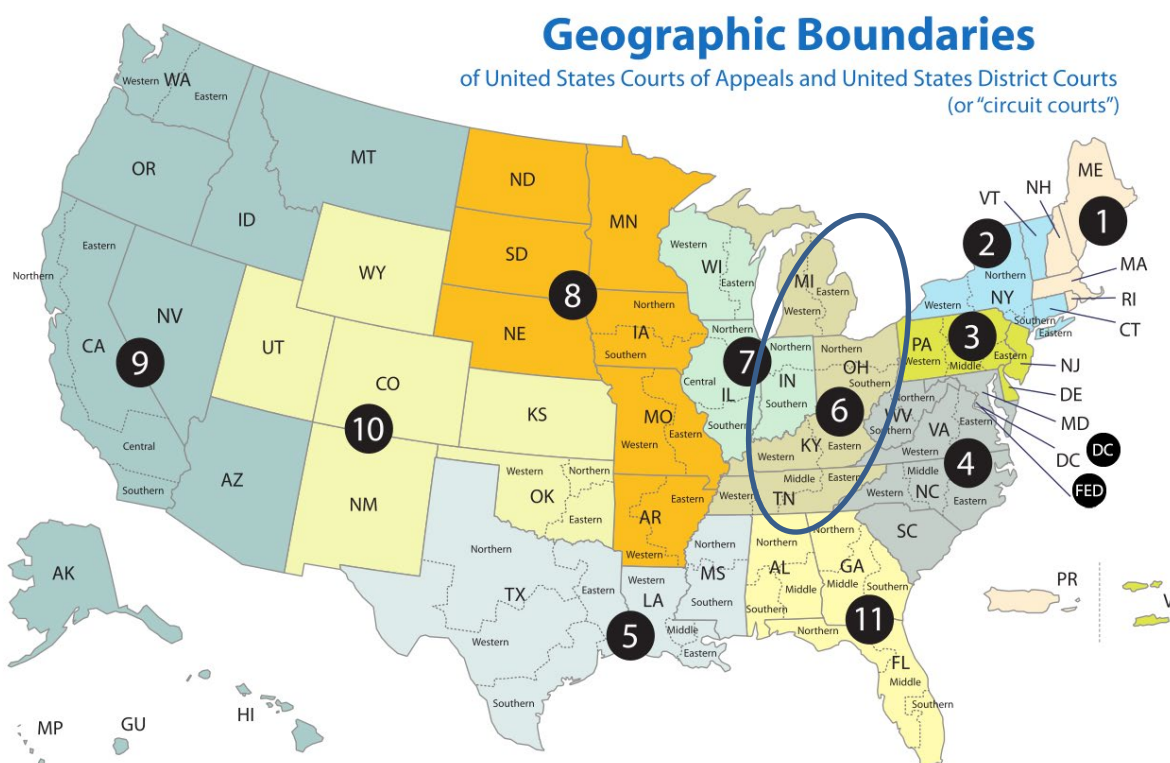 Geographic Boundaries
of United States Courts of Appeals and United States District Courts
(or “circuit courts”)
Western
WA
Eastern
OR
MT
ID
WY
Northern
Eastern
NV
CA
9
UT
CO
10
Central
Southern
AZ
NM
ND
MN
SD
8
NE
Northern
IA
Southern
KS
MO
Western
Eastern
Western
Northern
OK
Eastern
Eastern
AR
Western
Northern
TX
Eastern
Western
Southern
Western
LA
5
Middle
Eastern
Northern
MS
Southern
Western
WI
Eastern
Northern
7
Central
IL
Southern
Northern
IN
Southern
MI
Eastern
Western
Northern
OH
Southern
6
KY
Western
Eastern
Western
Middle
Eastern
TN
Northern
AL
Middle
Southern
Northern
GA
Middle
Southern
11
Northern
FL
Middle
Southern
ME
1
NH
VT
2
Northern
Western
NY
Southern
Eastern
MA
RI
CT
PA
3
Western
Middle
Eastern
NJ
DE
MD
DC
DC
FED
Northern
WV
Southern
VA
Eastern
Western
4
Middle
Western
NC
Eastern
SC
PR
V
AK
HI
MP
GU